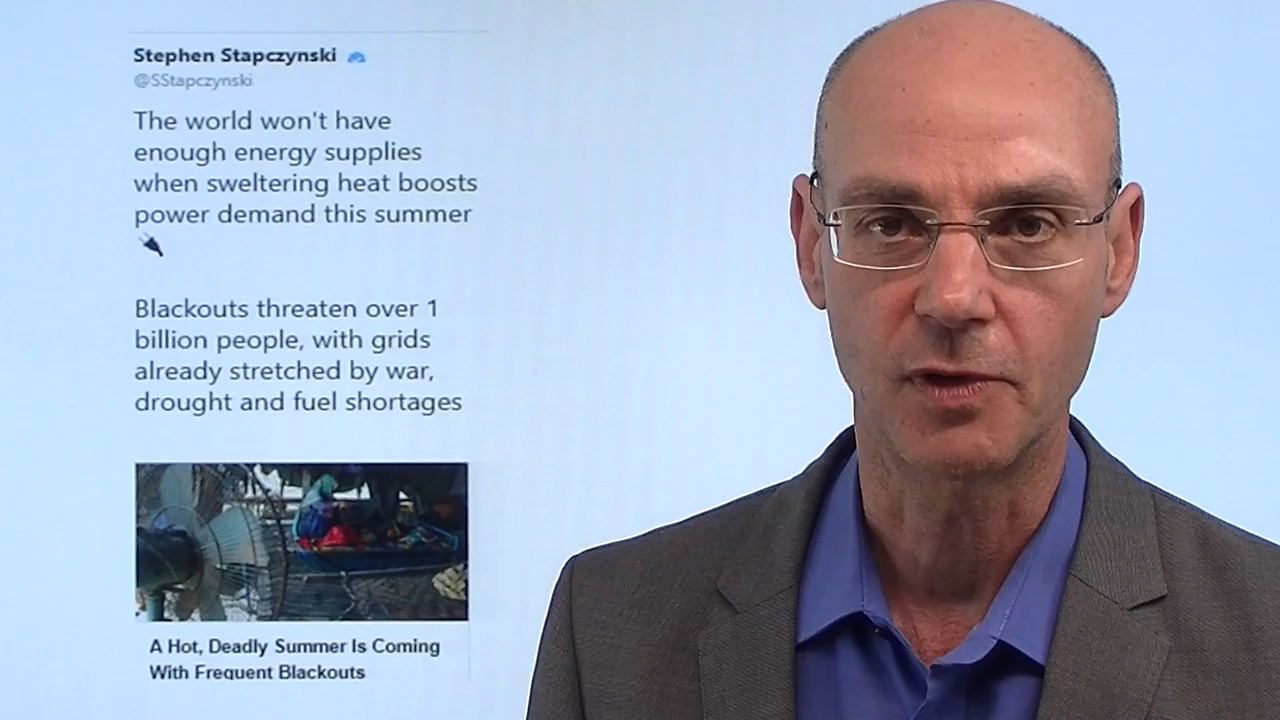 Stephen Stapczynski
@SStapczynski
The world won't have
enough energy supplies
when sweltering heat boosts
power demand this summer
Blackouts threaten over 1
billion people, with grids
already stretched by war,
drought and fuel shortages
A Hot, Deadly Summer Is Coming
With Frequent Blackouts